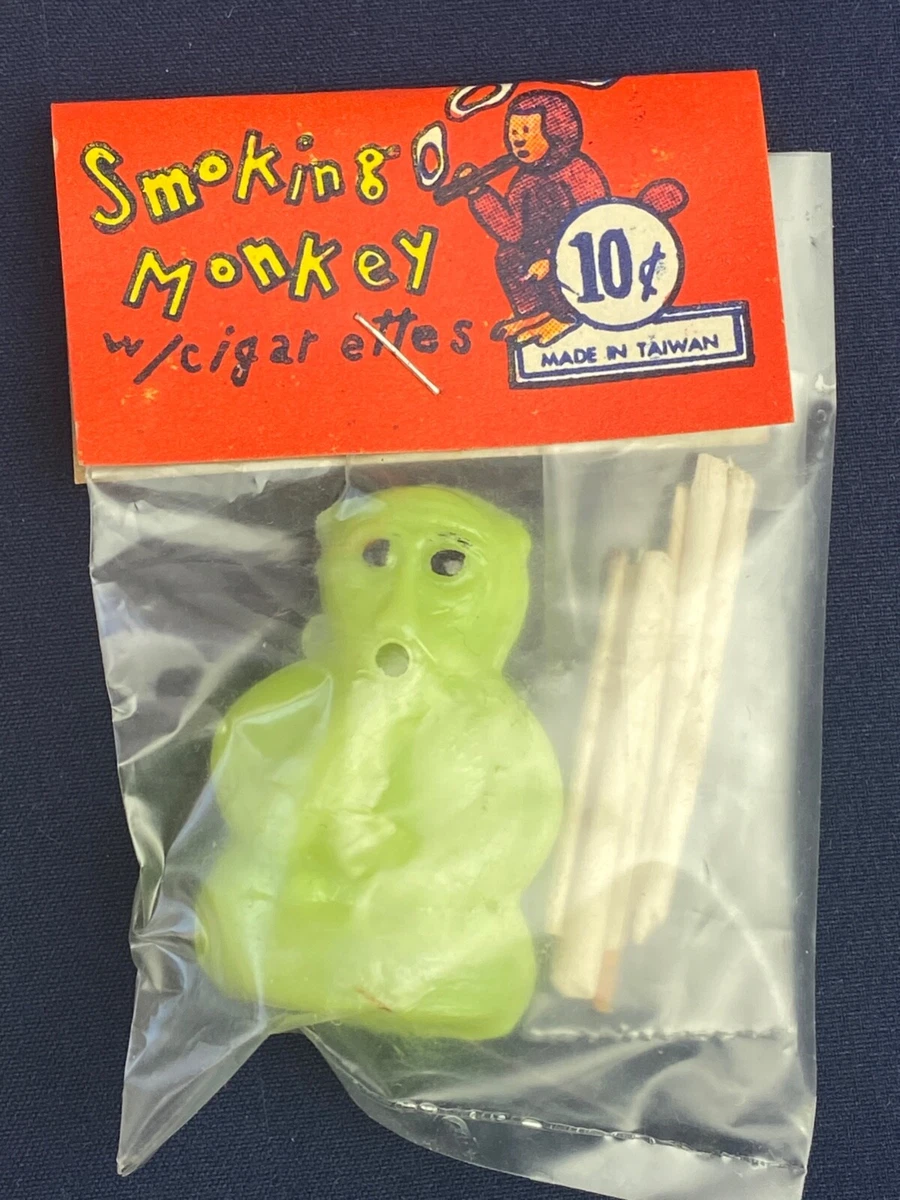 Smoking
Monkey
w/cigarettes
10¢
MADE IN TAIWAN